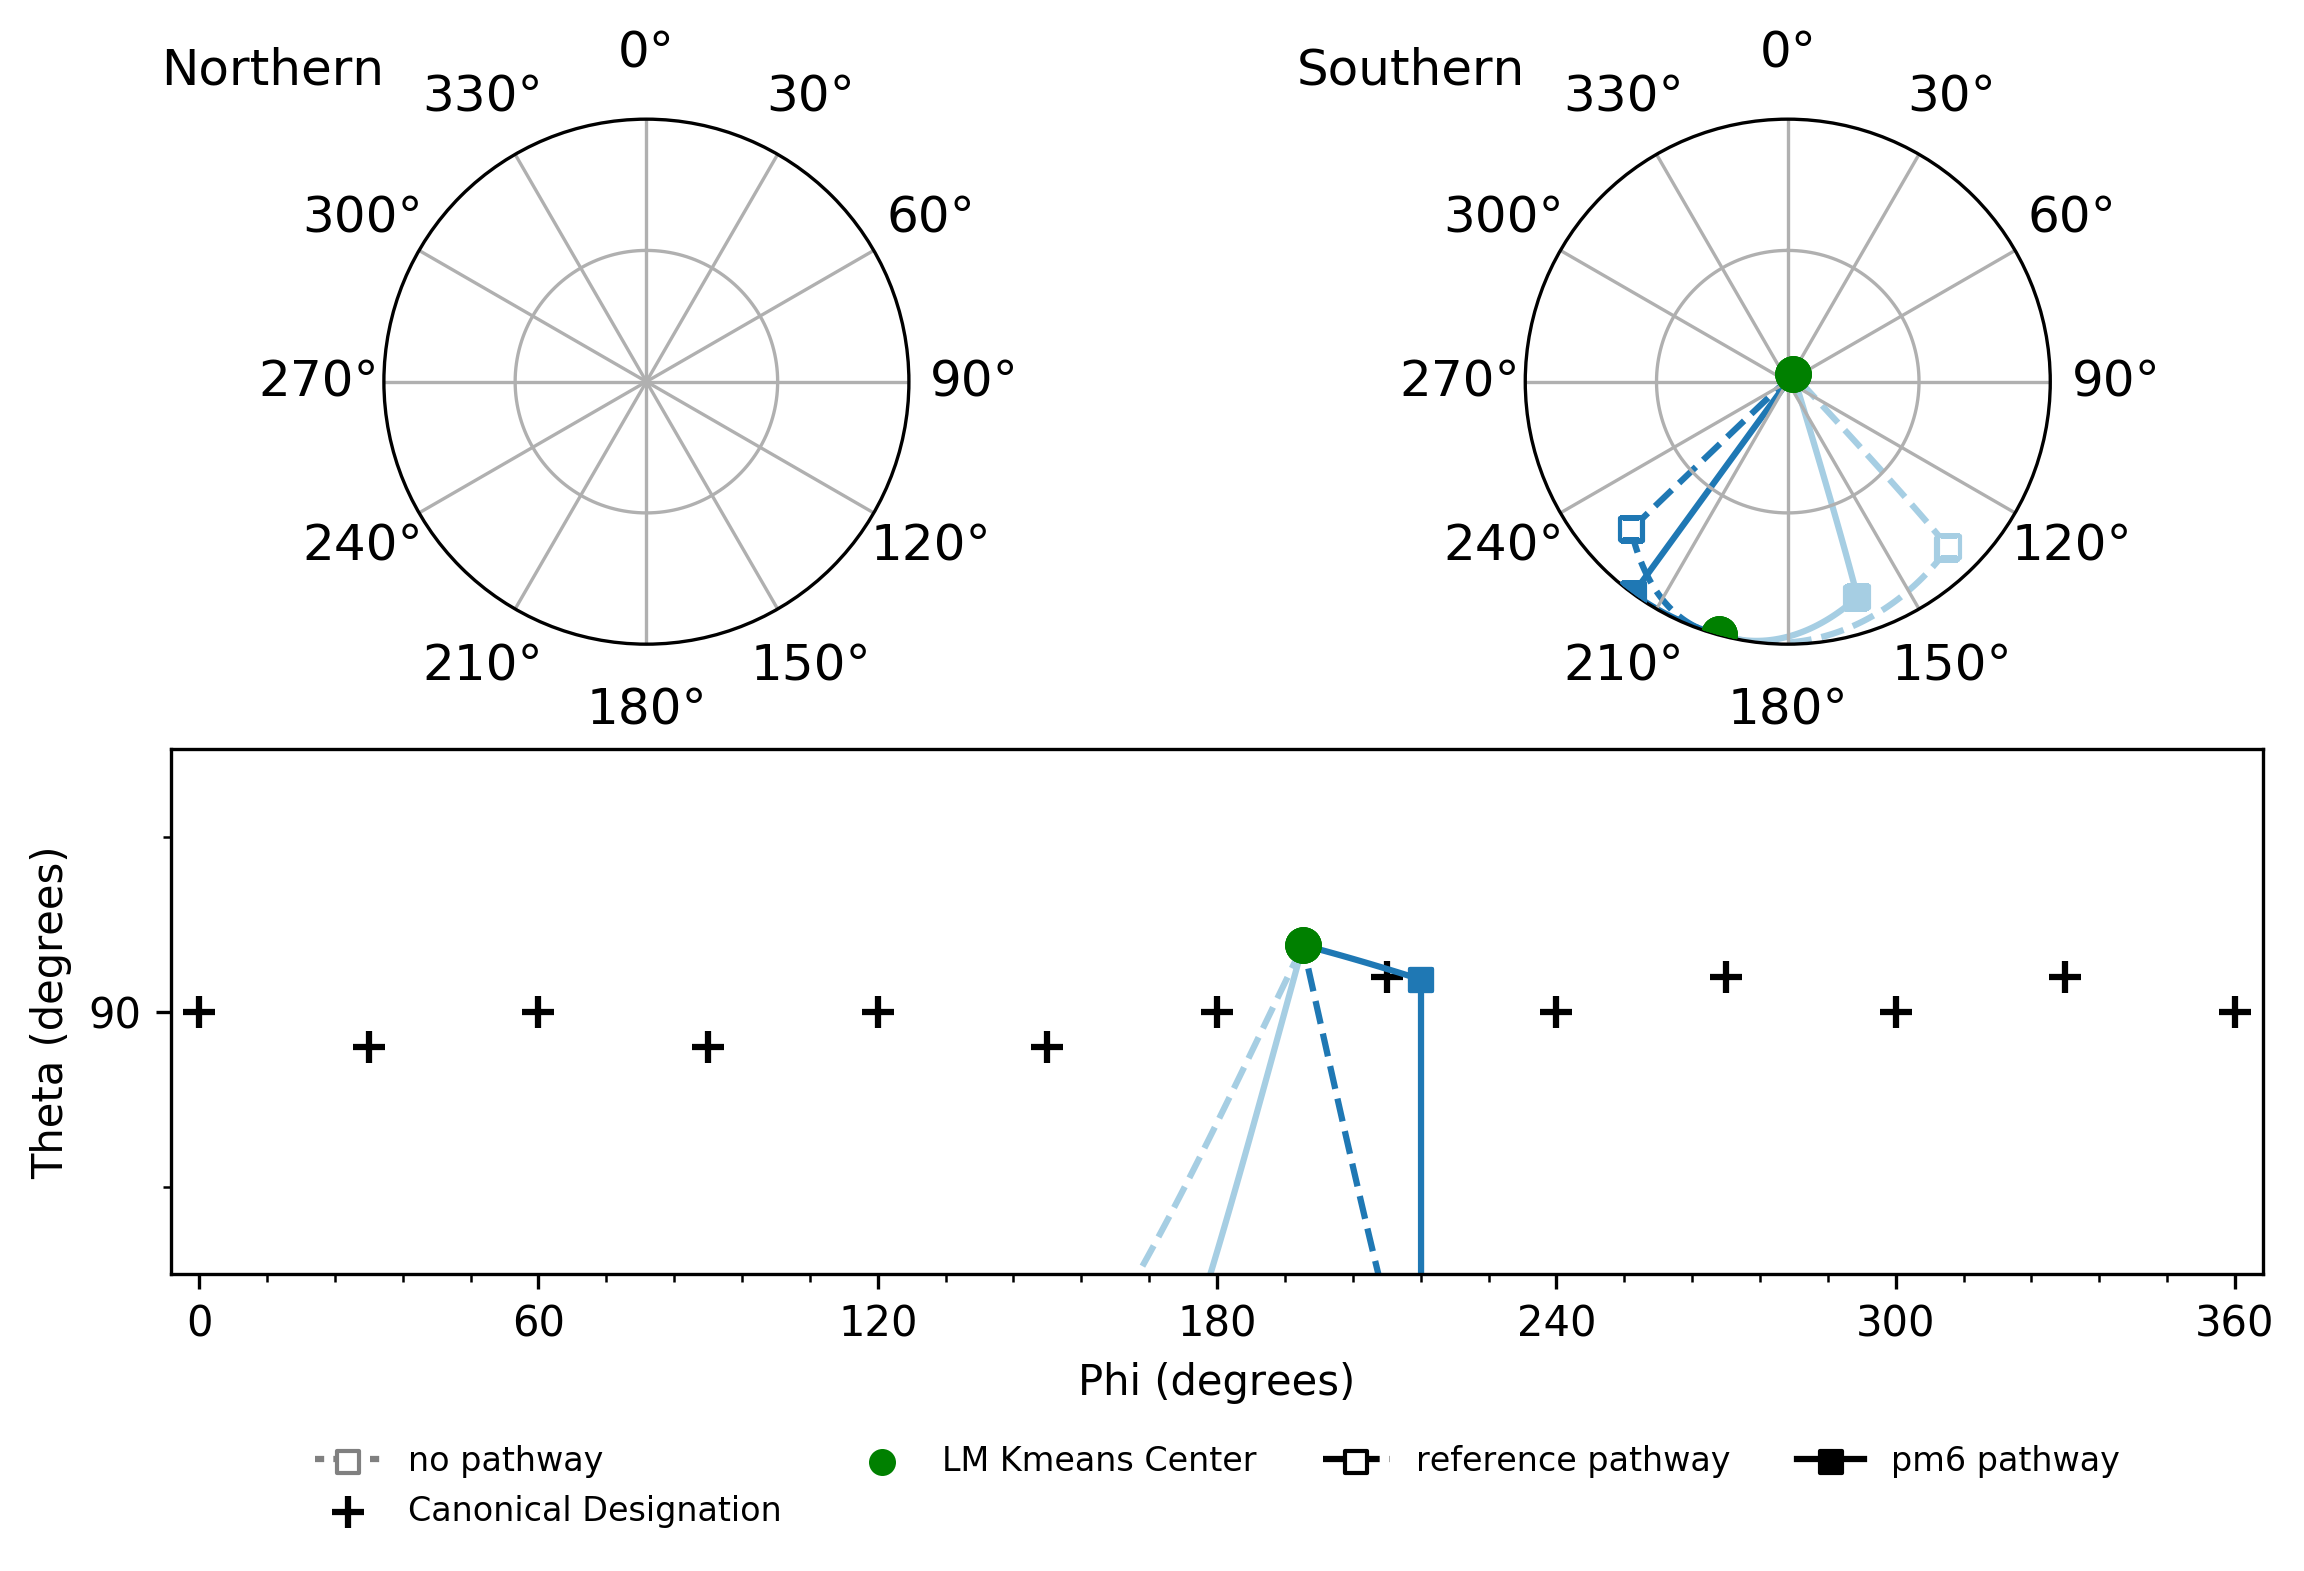 Northern
0°
330°
30°
300°
60°
270°
90°
240°
120°
210°
150°
180°
Southern
0°
330°
30°
300°
60°
270°
90°
240°
120°
210°
150°
180°
Theta (degrees)
90
0 60 120 180 240 300 360
Phi (degrees)
no pathway
Canonical Designation
LM Kmeans Center
reference pathway
pm6 pathway